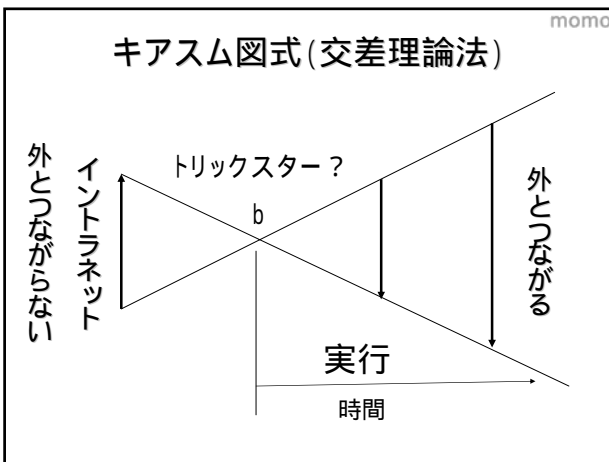 momo
キアスム図式(交差理論法)
トリックスター？
b
外とつながらない
イントラネット
外とつながる
実行
時間